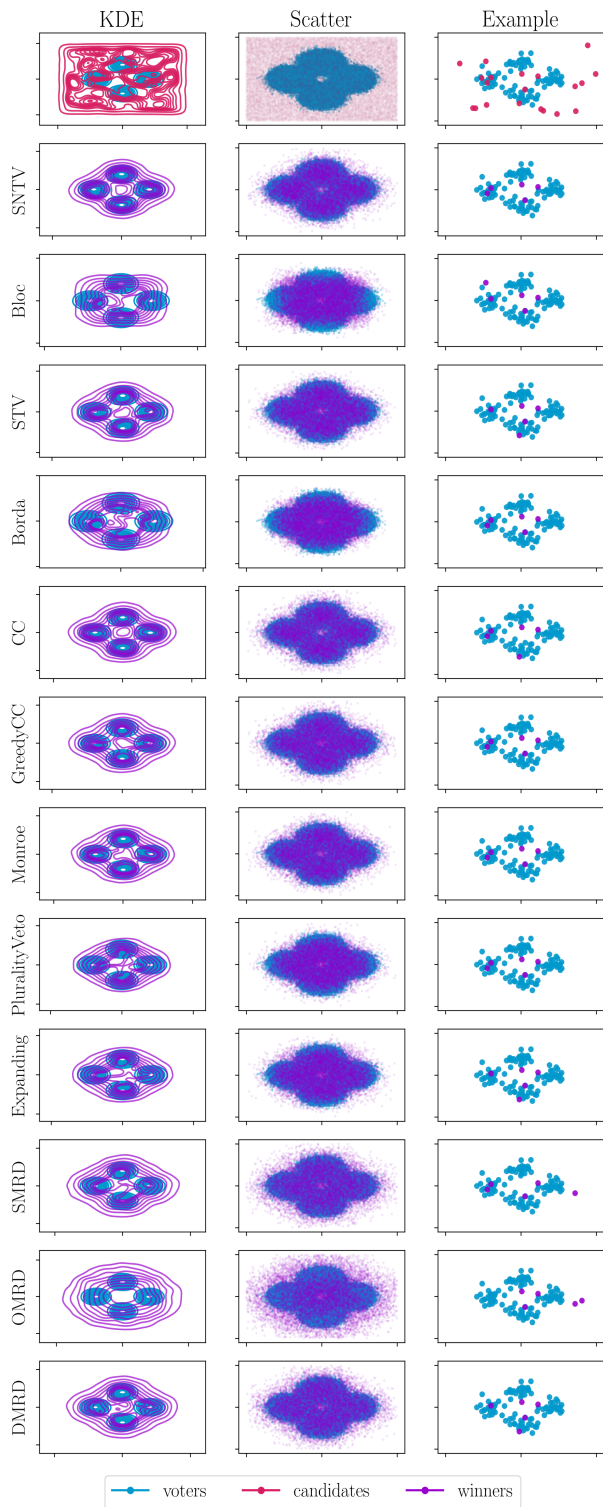 KDE Scatter Example
SNTV
Bloc
STV
Borda
CC
GreedyCC
Monroe
PluralityVeto
Expanding
SMRD
OMRD
DMRD
voters candidates winners